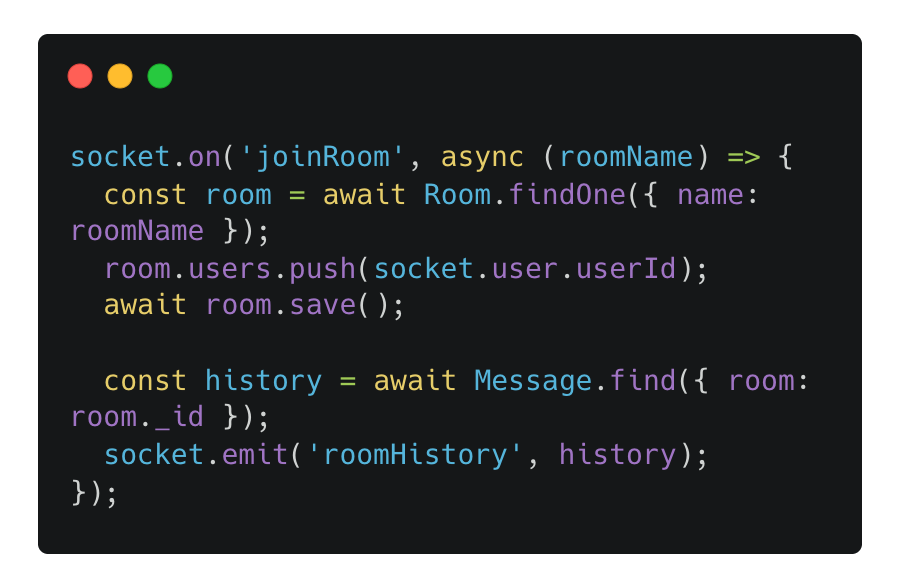 socket.on('joinRoom', async (roomName) => {
  const room = await Room.findOne({ name:
roomName });
  room.users.push(socket.user.userId);
  await room.save();

  const history = await Message.find({ room:
room._id });
  socket.emit('roomHistory', history);
});